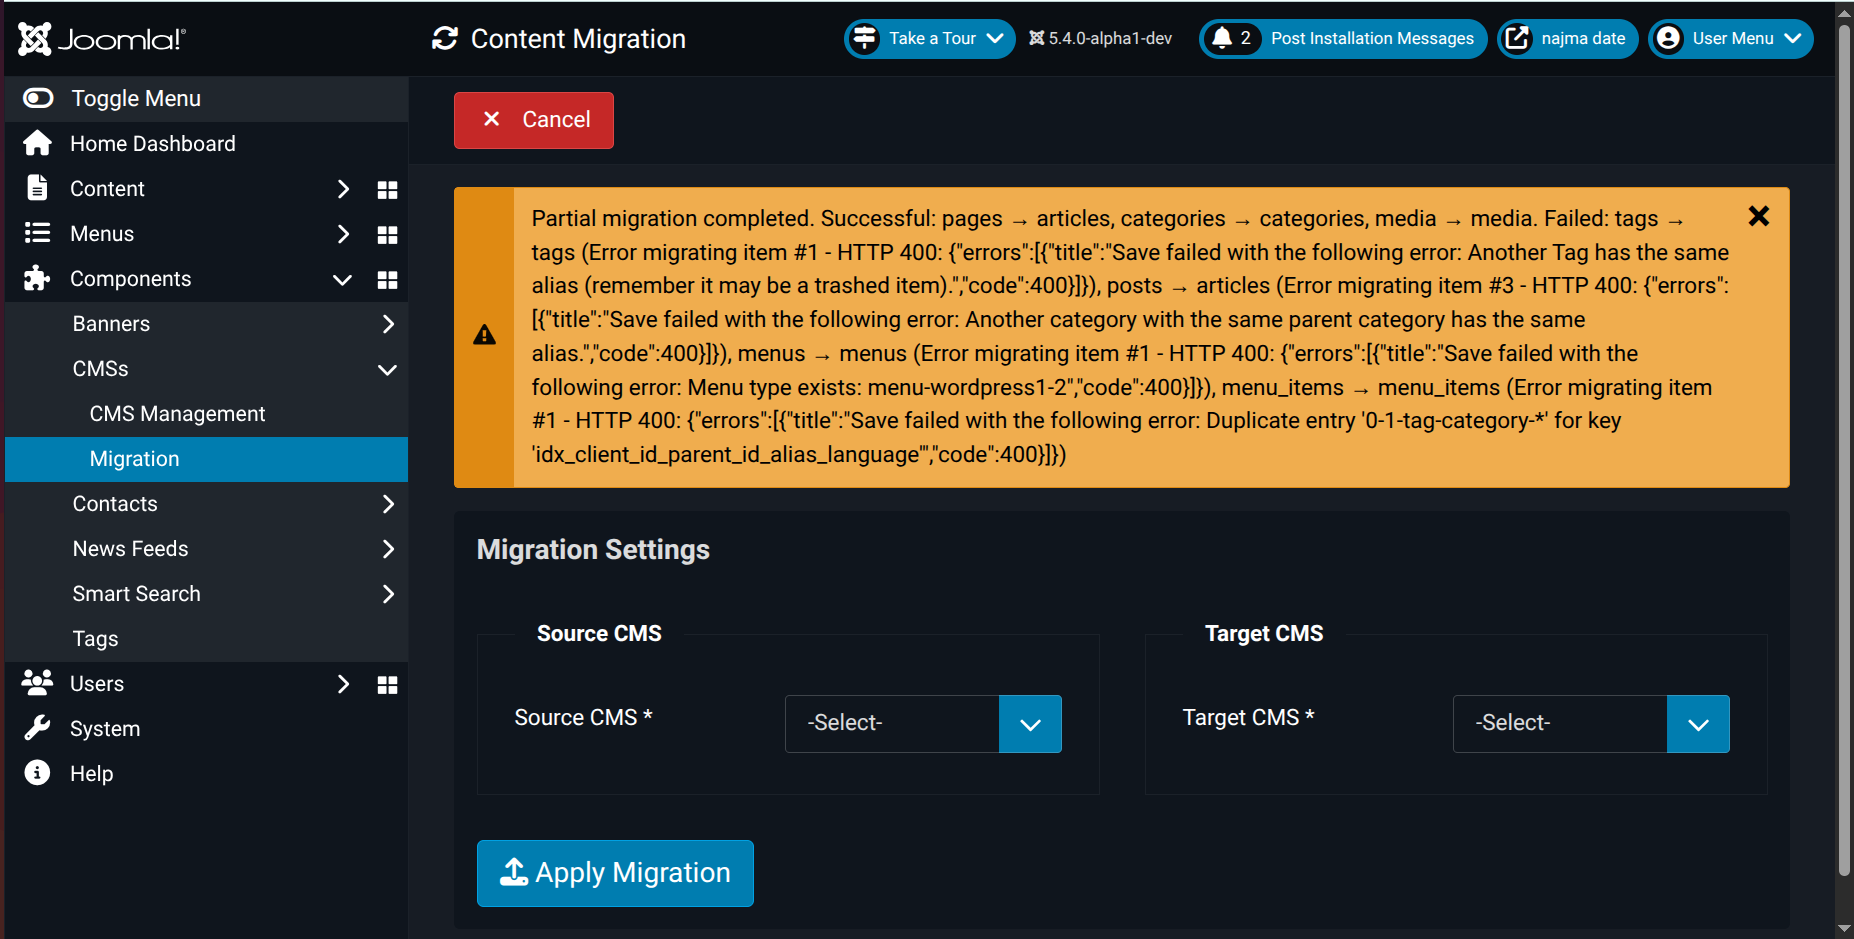 Joomla!®
Content Migration
Take a Tour
5.4.0-alpha1-dev
2 Post Installation Messages
najma date
User Menu
Toggle Menu
Home Dashboard
Content
Menus
Components
Banners
CMSs
CMS Management
Migration
Contacts
News Feeds
Smart Search
Tags
Users
System
Help
Cancel
Partial migration completed. Successful: pages → articles, categories → categories, media → media. Failed: tags →
tags (Error migrating item #1 - HTTP 400: {"errors":[{"title":"Save failed with the following error: Another Tag has the same
alias (remember it may be a trashed item).","code":400}]}), posts → articles (Error migrating item #3 - HTTP 400: {"errors":
[{"title":"Save failed with the following error: Another category with the same parent category has the same
alias.","code":400}]}), menus → menus (Error migrating item #1 - HTTP 400: {"errors":[{"title":"Save failed with the
following error: Menu type exists: menu-wordpress1-2","code":400}]}), menu_items → menu_items (Error migrating item
#1 - HTTP 400: {"errors":[{"title":"Save failed with the following error: Duplicate entry '0-1-tag-category-*' for key
'idx_client_id_parent_id_alias_language'","code":400}]})
Migration Settings
Source CMS
Source CMS *
-Select-
Target CMS
Target CMS *
-Select-
Apply Migration